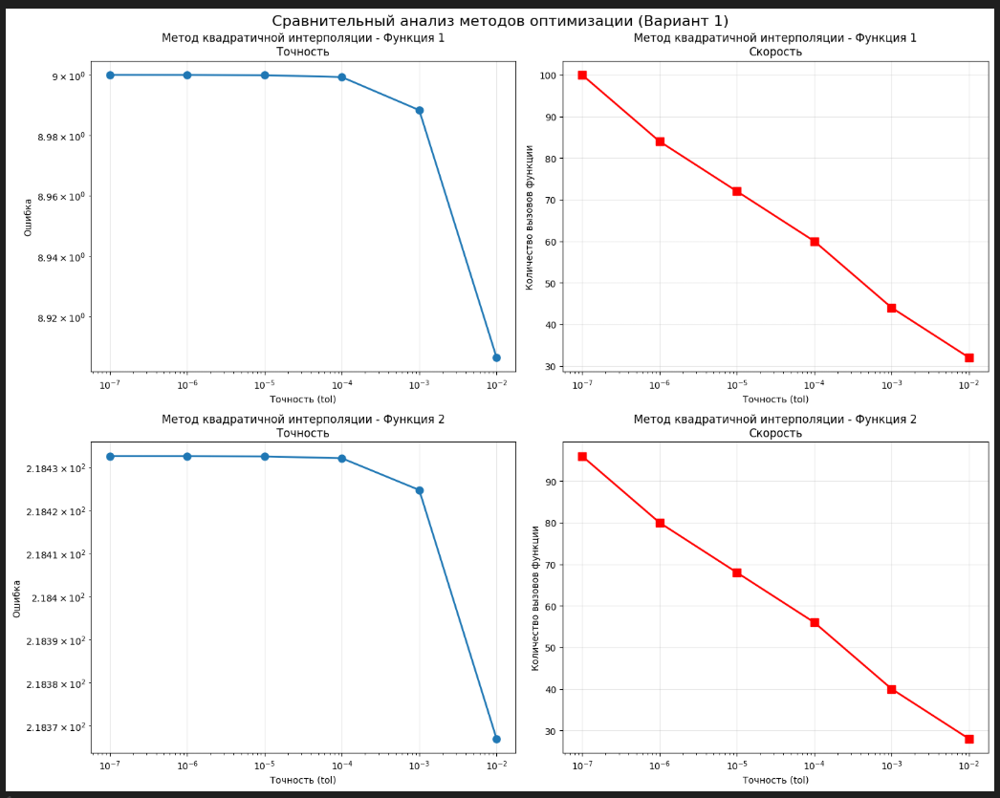 Сравнительный анализ методов оптимизации (Вариант 1)
Метод квадратичной интерполяции - Функция 1
Точность
9 × 10⁰
8.98 × 10⁰
8.96 × 10⁰
8.94 × 10⁰
8.92 × 10⁰
Ошибка
10⁻⁷ 10⁻⁶ 10⁻⁵ 10⁻⁴ 10⁻³ 10⁻²
Точность (tol)
Метод квадратичной интерполяции - Функция 1
Скорость
100
90
80
70
60
50
40
30
Количество вызовов функции
10⁻⁷ 10⁻⁶ 10⁻⁵ 10⁻⁴ 10⁻³ 10⁻²
Точность (tol)
Метод квадратичной интерполяции - Функция 2
Точность
2.1843 × 10²
2.1842 × 10²
2.1841 × 10²
2.184 × 10²
2.1839 × 10²
2.1838 × 10²
2.1837 × 10²
Ошибка
10⁻⁷ 10⁻⁶ 10⁻⁵ 10⁻⁴ 10⁻³ 10⁻²
Точность (tol)
Метод квадратичной интерполяции - Функция 2
Скорость
90
80
70
60
50
40
30
Количество вызовов функции
10⁻⁷ 10⁻⁶ 10⁻⁵ 10⁻⁴ 10⁻³ 10⁻²
Точность (tol)